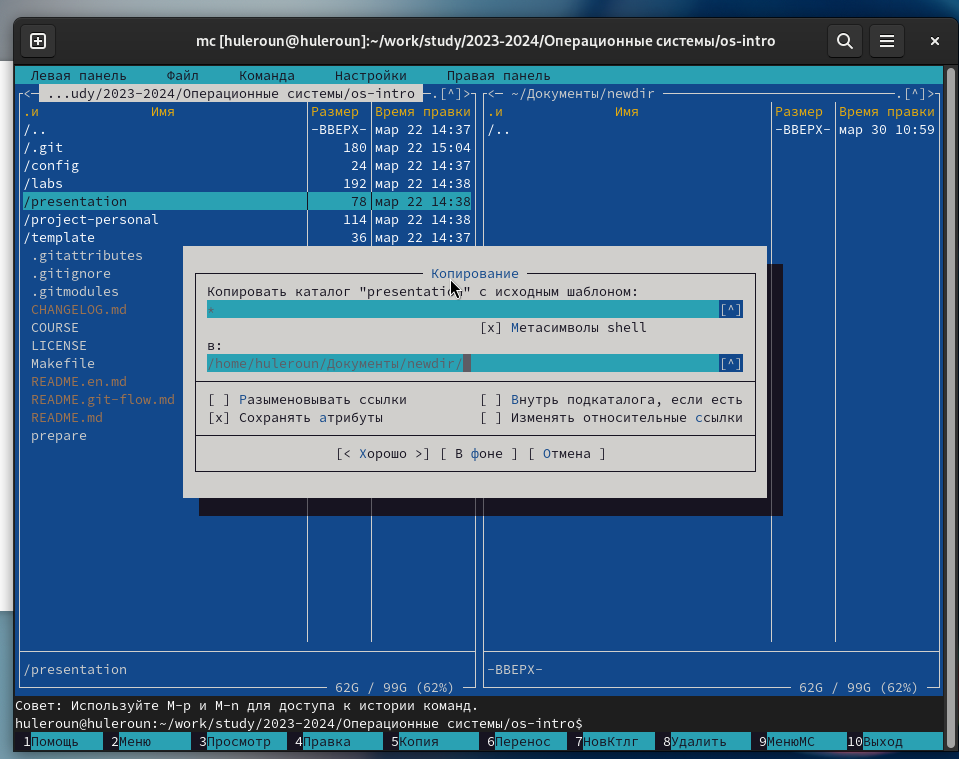 mc [huleroun@huleroun]:~/work/study/2023-2024/Операционные системы/os-intro
Левая панель Файл Команда Настройки Правая панель
<─ ...udy/2023-2024/Операционные системы/os-intro ─.[^]> <─ ~/Документы/newdir .[^]>
.и Имя Размер Время правки .и Имя Размер Время правки
/.. -ВВЕРХ- мар 22 14:37 /.. -ВВЕРХ- мар 30 10:59
/.git 180 мар 22 15:04
/config 24 мар 22 14:37
/labs 192 мар 22 14:38
/presentation 78 мар 22 14:38
/project-personal 114 мар 22 14:38
/template 36 мар 22 14:37
.gitattributes
.gitignore
.gitmodules
CHANGELOG.md
COURSE
LICENSE
Makefile
README.en.md
README.git-flow.md
README.md
prepare
Копирование
Копировать каталог "presentation" с исходным шаблоном:
* [^]
[x] Метасимволы shell
в:
/home/huleroun/Документы/newdir/ [^]
[ ] Разыменовывать ссылки [ ] Внутрь подкаталога, если есть
[x] Сохранять атрибуты [ ] Изменять относительные ссылки
[< Хорошо >] [ В фоне ] [ Отмена ]
/presentation -ВВЕРХ-
62G / 99G (62%) 62G / 99G (62%)
Совет: Используйте M-p и M-n для доступа к истории команд.
huleroun@huleroun:~/work/study/2023-2024/Операционные системы/os-intro$
1Помощь 2Меню 3Просмотр 4Правка 5Копия 6Перенос 7НовКтлг 8Удалить 9МенюMC 10Выход